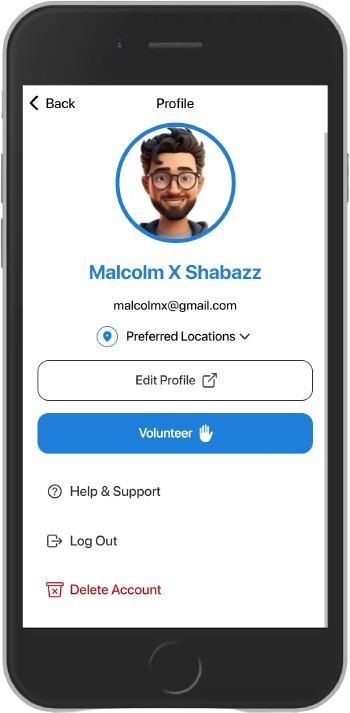 Back
Profile
Malcolm X Shabazz
malcolmx@gmail.com
Preferred Locations
Edit Profile
Volunteer
Help & Support
Log Out
Delete Account